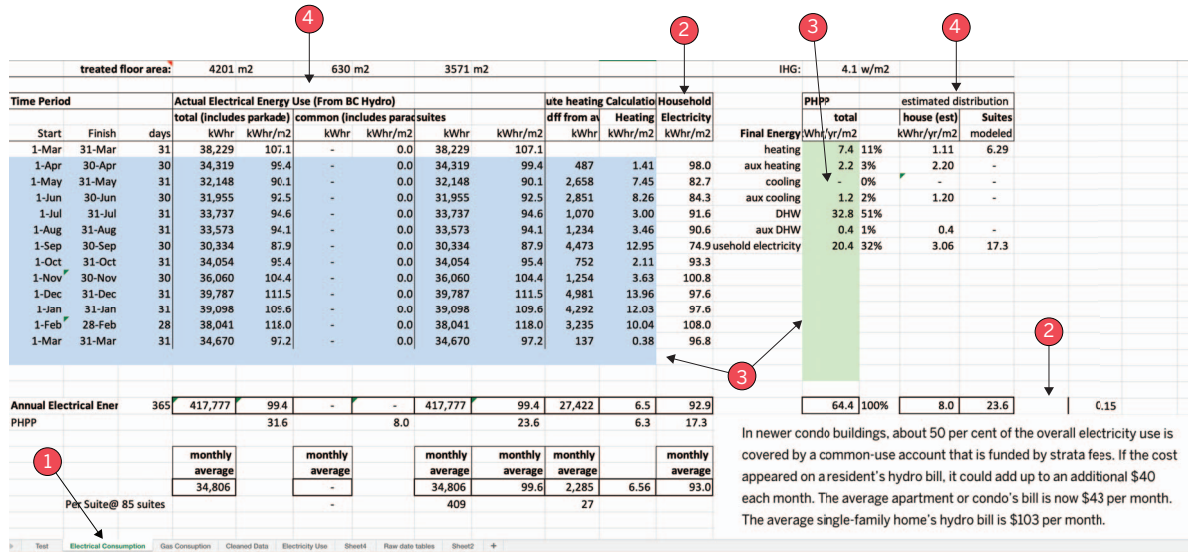 4
2
3
4
treated floor area: 4201 m2 630 m2 3571 m2 IHG: 4.1 w/m2
Time Period Actual Electrical Energy Use (From BC Hydro) ute heating Calculatio Household PHPP estimated distribution
total (includes parkade) common (includes parac suites dff from av Heating Electricity total house (est) Suites
Start Finish days kWhr kWhr/m2 kWhr kWhr/m2 kWhr kWhr/m2 kWhr kWhr/m2 kWhr/m2 Final Energy Whr/yr/m2 kWhr/yr/m2 modeled
1-Mar 31-Mar 31 38,229 107.1 - 0.0 38,229 107.1 heating 7.4 11% 1.11 6.29
1-Apr 30-Apr 30 34,319 99.4 - 0.0 34,319 99.4 487 1.41 98.0 aux heating 2.2 3% 2.20 -
1-May 31-May 31 32,148 90.1 - 0.0 32,148 90.1 2,658 7.45 82.7 cooling - 0% - -
1-Jun 30-Jun 30 31,955 92.5 - 0.0 31,955 92.5 2,851 8.26 84.3 aux cooling 1.2 2% 1.20 -
1-Jul 31-Jul 31 33,737 94.6 - 0.0 33,737 94.6 1,070 3.00 91.6 DHW 32.8 51%
1-Aug 31-Aug 31 33,573 94.1 - 0.0 33,573 94.1 1,234 3.46 90.6 aux DHW 0.4 1% 0.4 -
1-Sep 30-Sep 30 30,334 87.9 - 0.0 30,334 87.9 4,473 12.95 74.9 usehold electricity 20.4 32% 3.06 17.3
1-Oct 31-Oct 31 34,054 95.4 - 0.0 34,054 95.4 752 2.11 93.3
1-Nov 30-Nov 30 36,060 104.4 - 0.0 36,060 104.4 1,254 3.63 100.8
1-Dec 31-Dec 31 39,787 111.5 - 0.0 39,787 111.5 4,981 13.96 97.6
1-Jan 31-Jan 31 39,098 109.6 - 0.0 39,098 109.6 4,292 12.03 97.6
1-Feb 28-Feb 28 38,041 118.0 - 0.0 38,041 118.0 3,235 10.04 108.0
1-Mar 31-Mar 31 34,670 97.2 - 0.0 34,670 97.2 137 0.38 96.8
2
3
Annual Electrical Ener 365 417,777 99.4 - - 417,777 99.4 27,422 6.5 92.9 64.4 100% 8.0 23.6 0.15
PHPP 31.6 8.0 23.6 6.3 17.3
In newer condo buildings, about 50 per cent of the overall electricity use is
covered by a common-use account that is funded by strata fees. If the cost
appeared on a resident's hydro bill, it could add up to an additional $40
each month. The average apartment or condo's bill is now $43 per month.
The average single-family home's hydro bill is $103 per month.
1
monthly monthly monthly monthly
average average average average
34,806 - 34,806 99.6 2,285 6.56 93.0
Per Suite@ 85 suites - 409 27
Test Electrical Consumption Gas Consuption Cleaned Data Electricity Use Sheet4 Raw date tables Sheet2 +